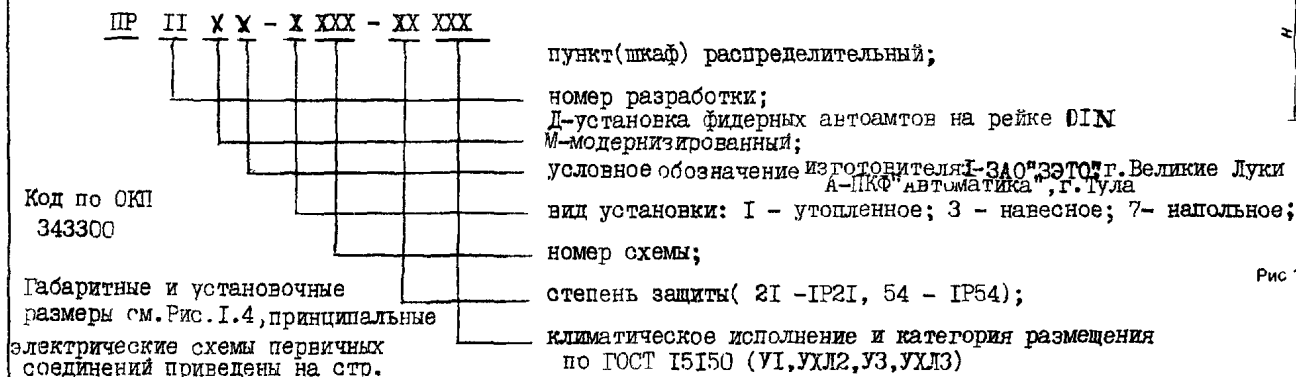 ПР II X X - X XXX - XX XXX
пункт(шкаф) распределительный;
номер разработки;
Д-установка фидерных автоамтов на рейке DIN
М-модернизированный;
условное обозначение изготовителя:I-ЗАО"ЗЭТО",г.Великие Луки
А-ПКФ"Автоматика",г.Тула
вид установки: I - утопленное; 3 - навесное; 7- напольное;
номер схемы;
степень защиты( 2I -IP2I, 54 - IP54);
климатическое исполнение и категория размещения
по ГОСТ I5I50 (УI,УХЛ2,У3,УХЛ3)
Код по ОКП
343300
Габаритные и установочные
размеры см.Рис.I.4,принципальные
электрические схемы первичных
соединений приведены на стр.
Рис
н